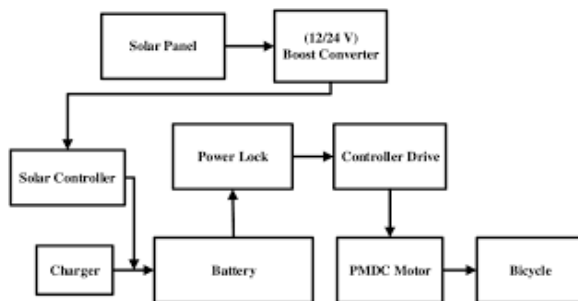 Solar Panel
(12/24 V)
Boost Converter
Power Lock
Controller Drive
Solar Controller
Charger
Battery
PMDC Motor
Bicycle